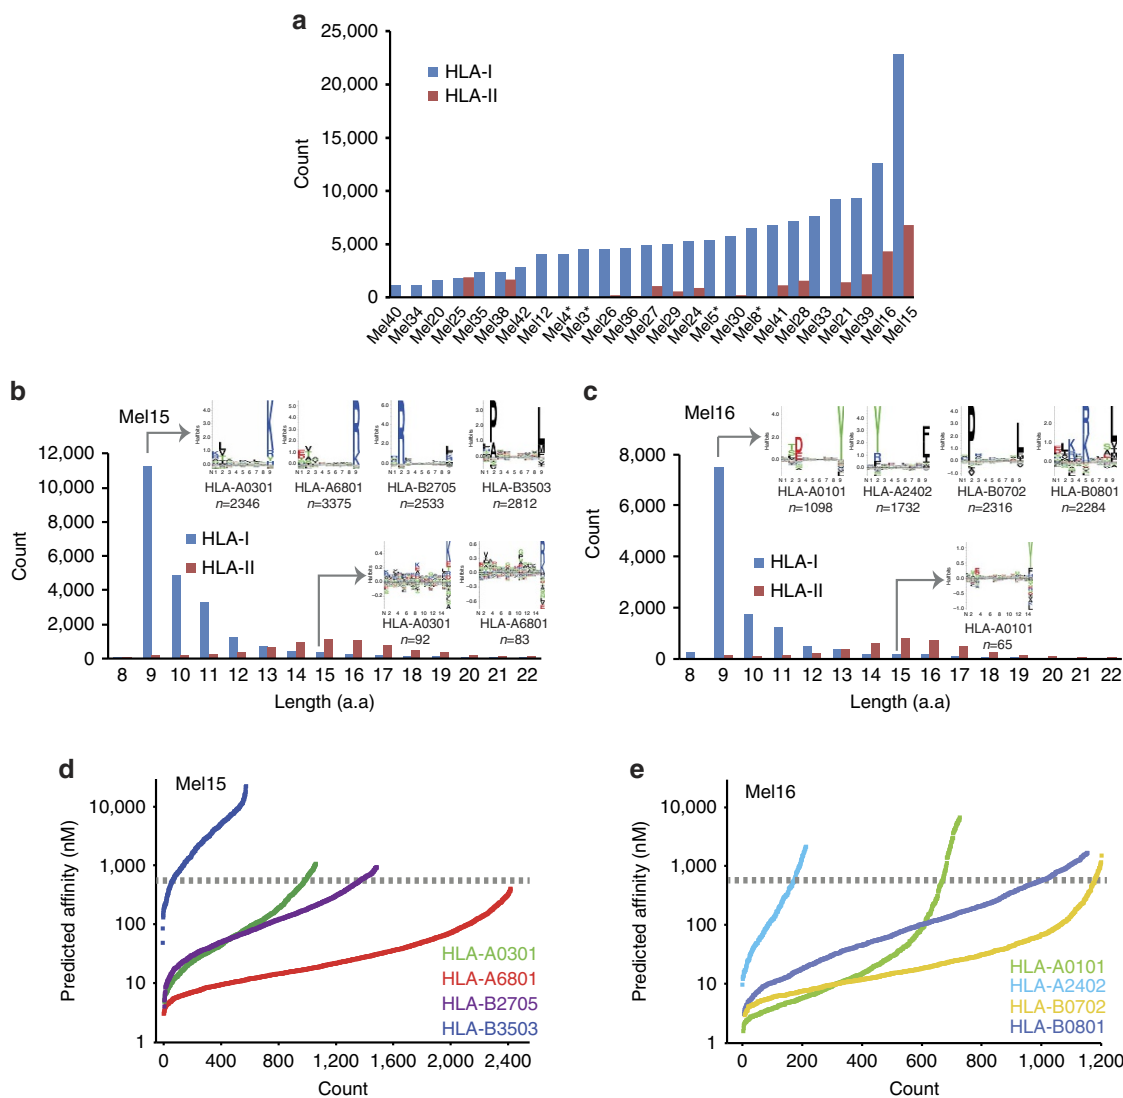 a
25,000
20,000
15,000
10,000
5,000
0
Count
HLA-I
HLA-II
Mel40 Mel34 Mel20 Mel25 Mel35 Mel38 Mel42 Mel12 Mel4* Mel3* Mel26 Mel36 Mel27 Mel29 Mel24 Mel5* Mel30 Mel8* Mel41 Mel28 Mel33 Mel21 Mel39 Mel16 Mel15
b
Mel15
12,000
10,000
8,000
6,000
4,000
2,000
0
Count
HLA-A0301 HLA-A6801 HLA-B2705 HLA-B3503
n=2346 n=3375 n=2533 n=2812
HLA-I
HLA-II
HLA-A0301 HLA-A6801
n=92 n=83
8 9 10 11 12 13 14 15 16 17 18 19 20 21 22
Length (a.a)
c
Mel16
8,000
6,000
4,000
2,000
0
Count
HLA-A0101 HLA-A2402 HLA-B0702 HLA-B0801
n=1098 n=1732 n=2316 n=2284
HLA-I
HLA-II
HLA-A0101
n=65
8 9 10 11 12 13 14 15 16 17 18 19 20 21 22
Length (a.a)
d
Mel15
10,000
1,000
100
10
1
Predicted affinity (nM)
HLA-A0301
HLA-A6801
HLA-B2705
HLA-B3503
0 400 800 1,200 1,600 2,000 2,400
Count
e
Mel16
10,000
1,000
100
10
1
Predicted affinity (nM)
HLA-A0101
HLA-A2402
HLA-B0702
HLA-B0801
0 200 400 600 800 1,000 1,200
Count